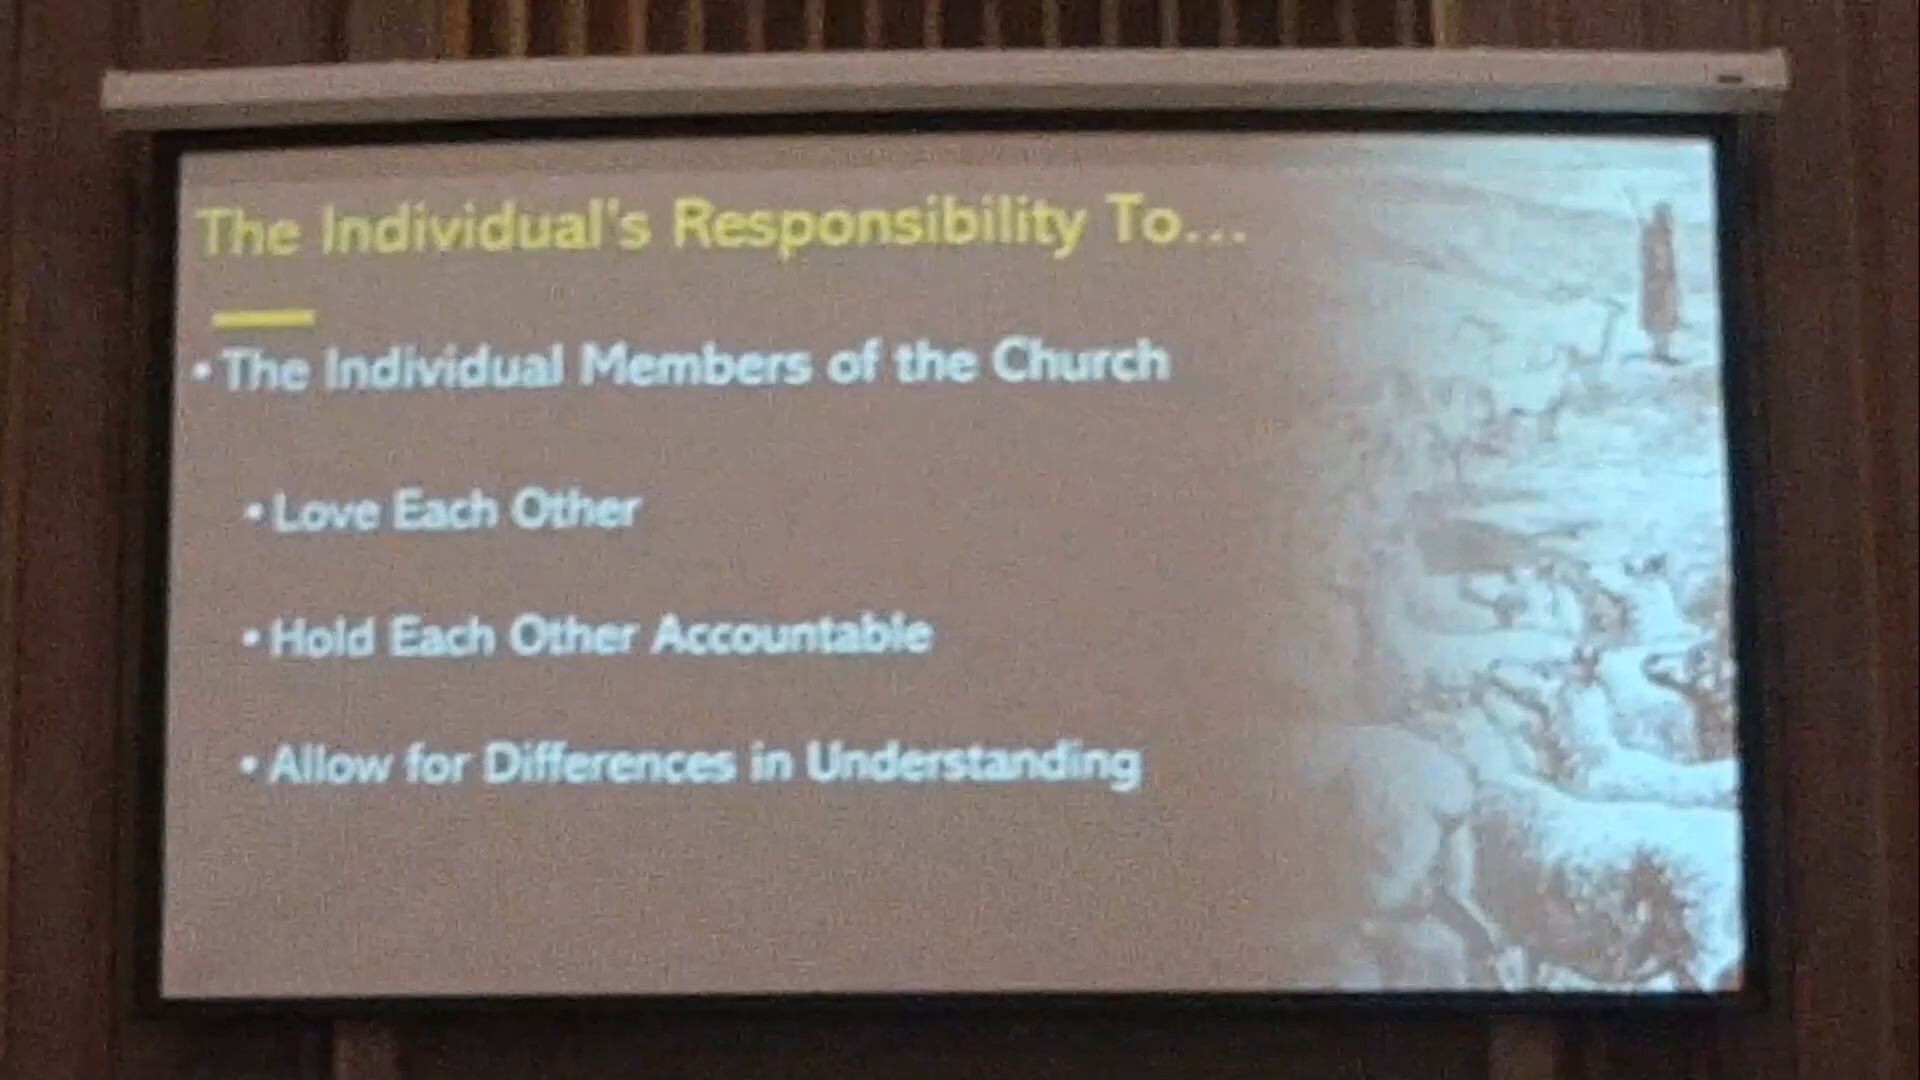 The Individual's Responsibility To...
• The Individual Members of the Church
• Love Each Other
• Hold Each Other Accountable
• Allow for Differences in Understanding